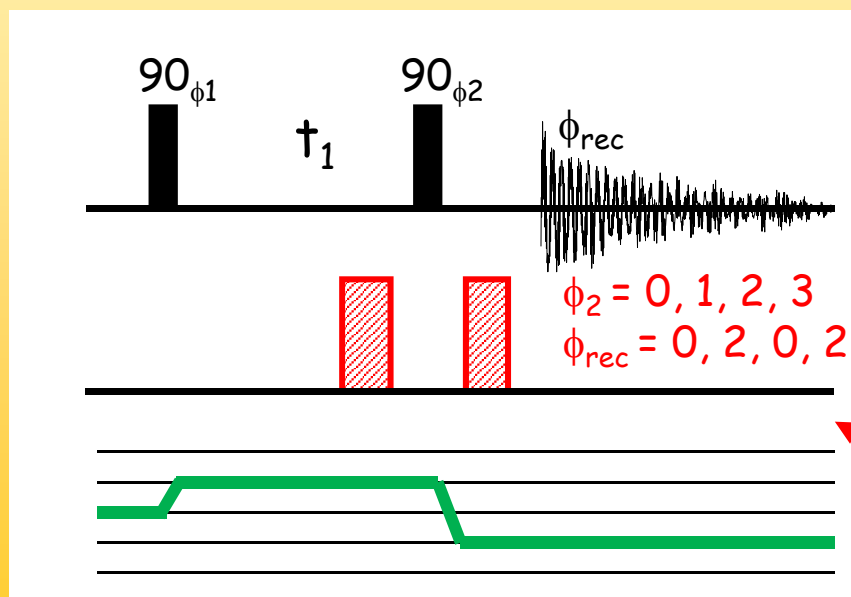 90ϕ1 90ϕ2
t1
ϕrec
ϕ2 = 0, 1, 2, 3
ϕrec = 0, 2, 0, 2